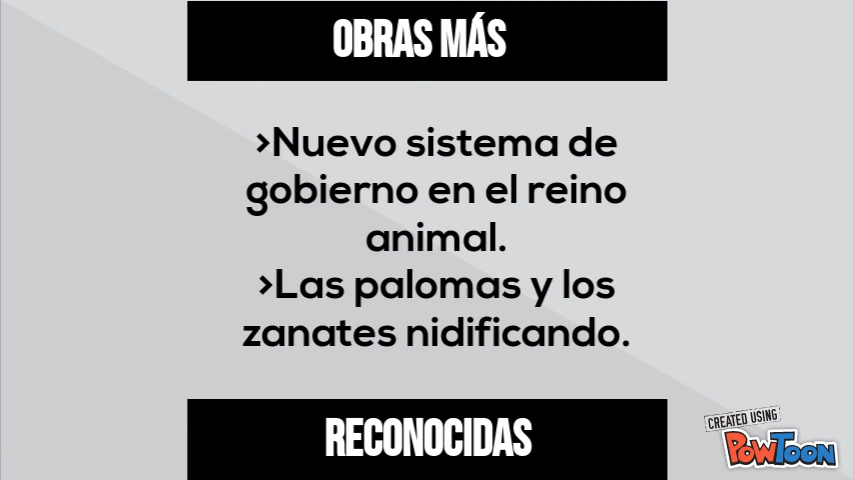 OBRAS MÁS
>Nuevo sistema de
gobierno en el reino
animal.
>Las palomas y los
zanates nidificando.
RECONOCIDAS
CREATED USING
POWTOON